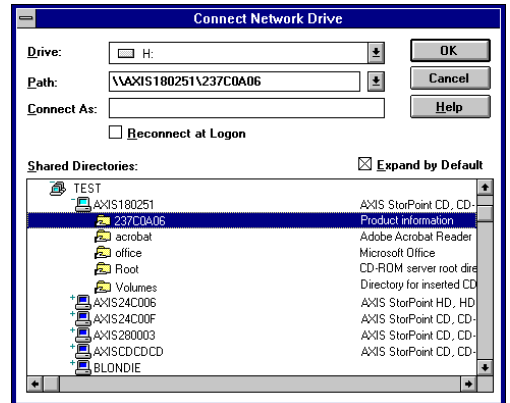 Connect Network Drive
Drive: H: OK
Path: \\AXIS180251\237C0A06 Cancel
Connect As: Help
Reconnect at Logon
Shared Directories: Expand by Default
TEST
AXIS180251 AXIS StorPoint CD, CD-
237C0A06 Product information
acrobat Adobe Acrobat Reader
office Microsoft Office
Root CD-ROM server root dire
Volumes Directory for inserted CD
AXIS24C006 AXIS StorPoint HD, HD
AXIS24C00F AXIS StorPoint CD, CD-
AXIS280003 AXIS StorPoint CD, CD-
AXISCDCDCD AXIS StorPoint CD, CD-
BLONDIE